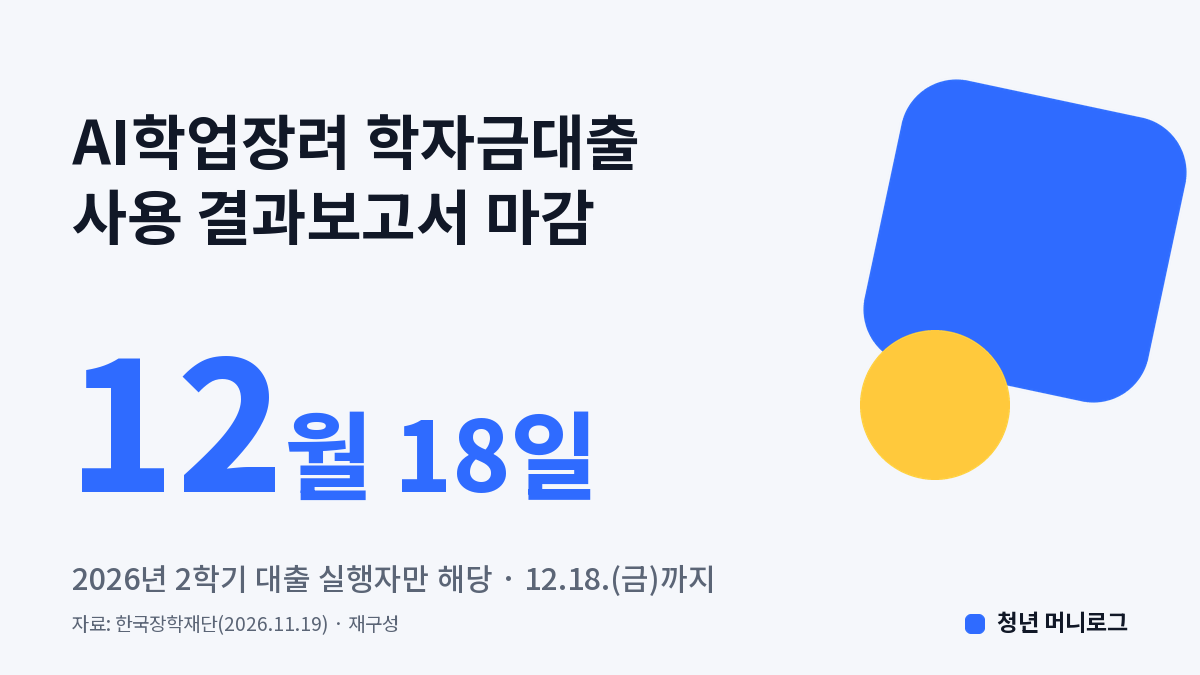 AI학업장려 학자금대출
사용 결과보고서 마감
12월 18일
2026년 2학기 대출 실행자만 해당 · 12.18.(금)까지
자료: 한국장학재단(2026.11.19) · 재구성
청년 머니로그